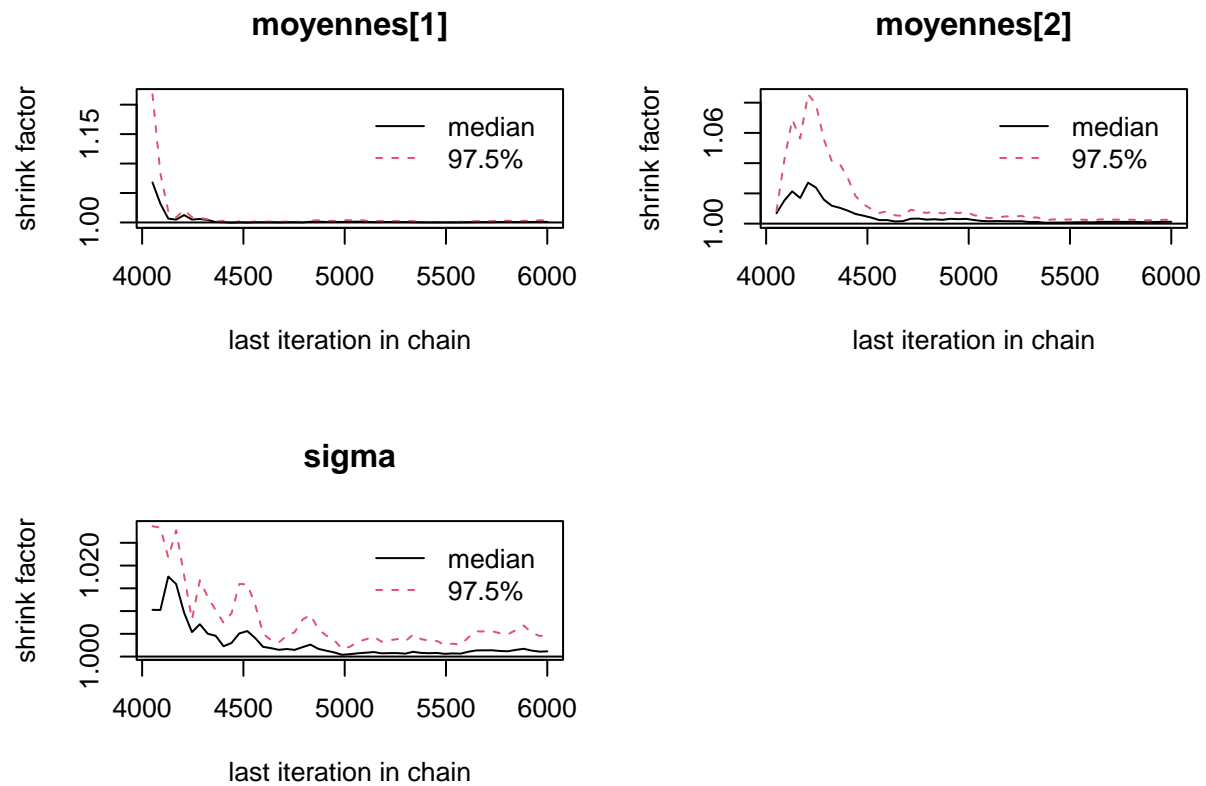 moyennes[1]
shrink factor
1.00
1.15
median
97.5%
4000 4500 5000 5500 6000
last iteration in chain
moyennes[2]
shrink factor
1.00
1.06
median
97.5%
4000 4500 5000 5500 6000
last iteration in chain
sigma
shrink factor
1.000
1.020
median
97.5%
4000 4500 5000 5500 6000
last iteration in chain